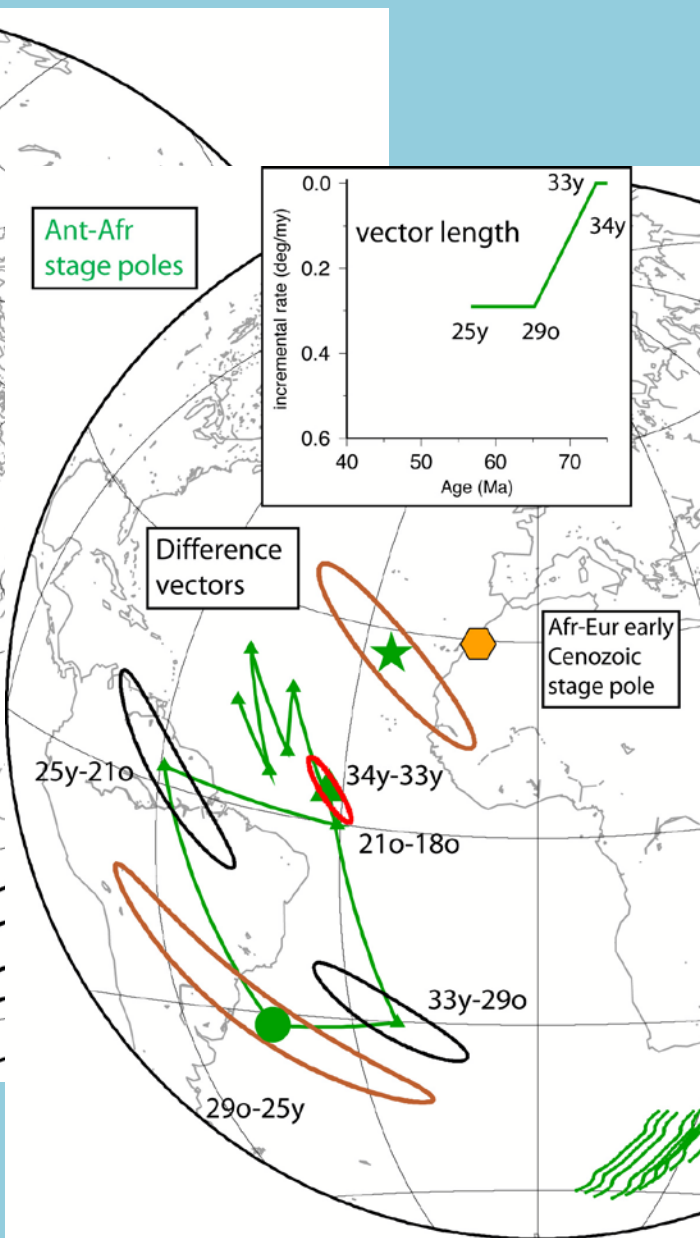 Ant-Afr
stage poles
0.0
0.2
0.4
0.6
incremental rate (deg/my)
vector length
33y
34y
25y
29o
40
50
60
70
Age (Ma)
Difference
vectors
Afr-Eur early
Cenozoic
stage pole
25y-21o
34y-33y
21o-18o
33y-29o
29o-25y